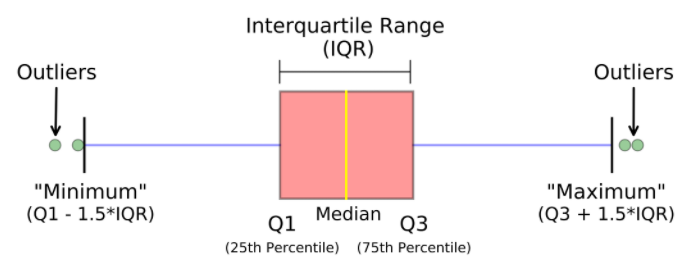 Interquartile Range
(IQR)
Outliers
Outliers
"Minimum"
(Q1 - 1.5*IQR)
"Maximum"
(Q3 + 1.5*IQR)
Q1
Median
Q3
(25th Percentile)
(75th Percentile)